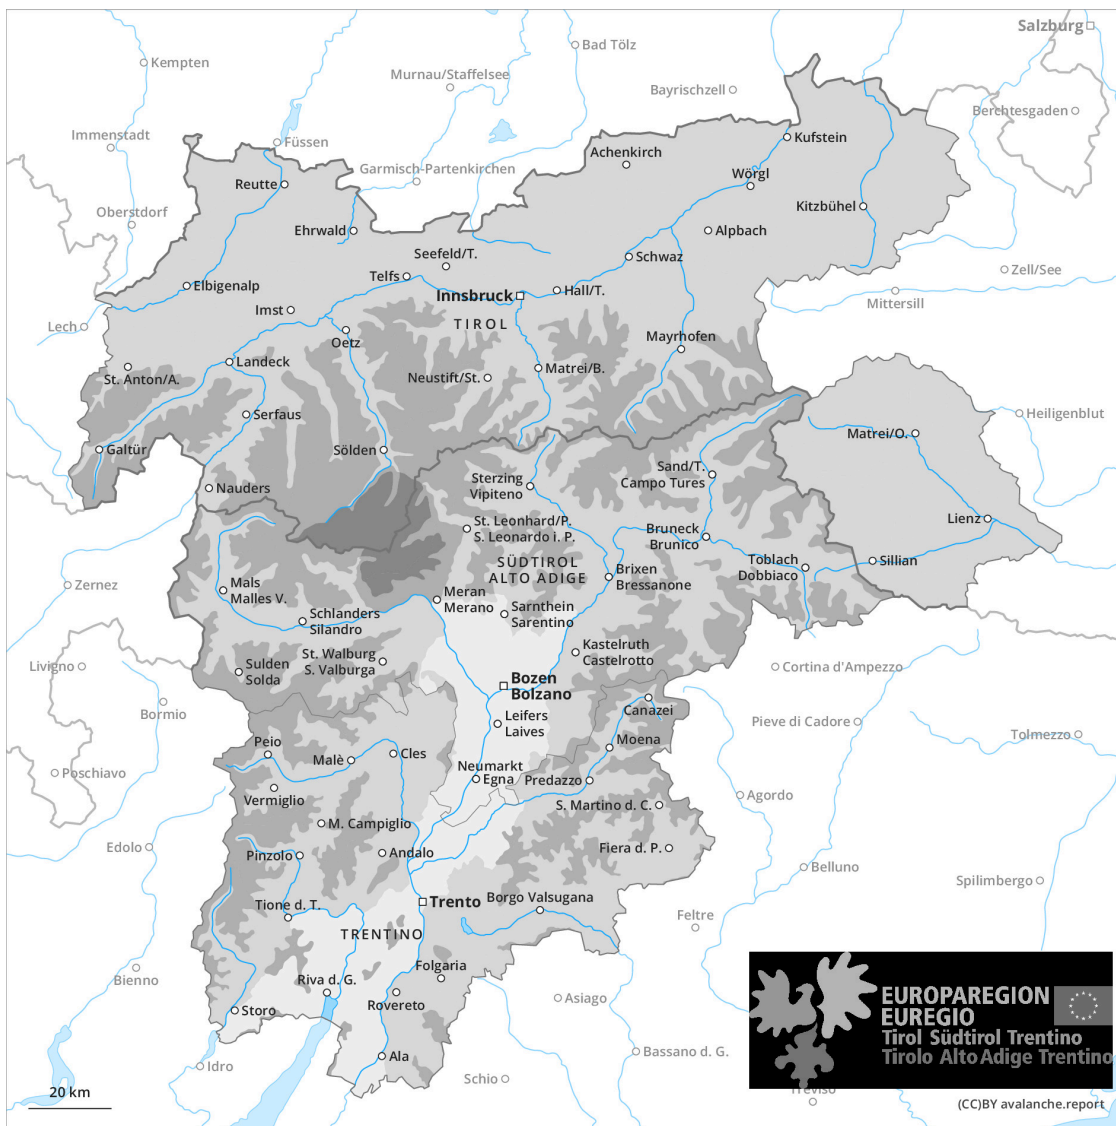 Salzburg
Kempten
Bad Tölz
Murnau/Staffelsee
Bayrischzell
Berchtesgaden
Immenstadt
Füssen
Kufstein
Achenkirch
Garmisch-Partenkirchen
Wörgl
Reutte
Oberstdorf
Kitzbühel
Ehrwald
Alpbach
Seefeld/T.
Schwaz
Telfs
Zell/See
Elbigenalp
Innsbruck
Hall/T.
Mittersill
Imst
TIROL
Lech
Oetz
Mayrhofen
Landeck
Matrei/B.
St. Anton/A.
Neustift/St.
Serfaus
Heiligenblut
Matrei/O.
Galtür
Sölden
Sand/T.
Campo Tures
Sterzing
Vipiteno
Nauders
Lienz
St. Leonhard/P.
S. Leonardo i. P.
Bruneck
Brunico
SÜDTIROL
ALTO ADIGE
Toblach
Dobbiaco
Sillian
Brixen
Bressanone
Zernez
Mals
Malles V.
Meran
Merano
Sarnthein
Sarentino
Schlanders
Silandro
Kastelruth
Castelrotto
St. Walburg
S. Valburga
Livigno
Sulden
Solda
Cortina d'Ampezzo
Bozen
Bolzano
Bormio
Canazei
Leifers
Laives
Pieve di Cadore
Tolmezzo
Peio
Moena
Malè
Cles
Poschiavo
Neumarkt
Egna
Predazzo
Vermiglio
Agordo
S. Martino d. C.
M. Campiglio
Edolo
Pinzolo
Andalo
Fiera d. P.
Belluno
Spilimbergo
Tione d. T.
Trento
Borgo Valsugana
Feltre
TRENTINO
Bienno
Riva d. G.
Folgaria
Rovereto
Asiago
Storo
EUROPAREGION
EUREGIO
Tirol Südtirol Trentino
Tirolo Alto Adige Trentino
Idro
Ala
Bassano d. G.
Schio
Treviso
20 km
(CC)BY avalanche.report